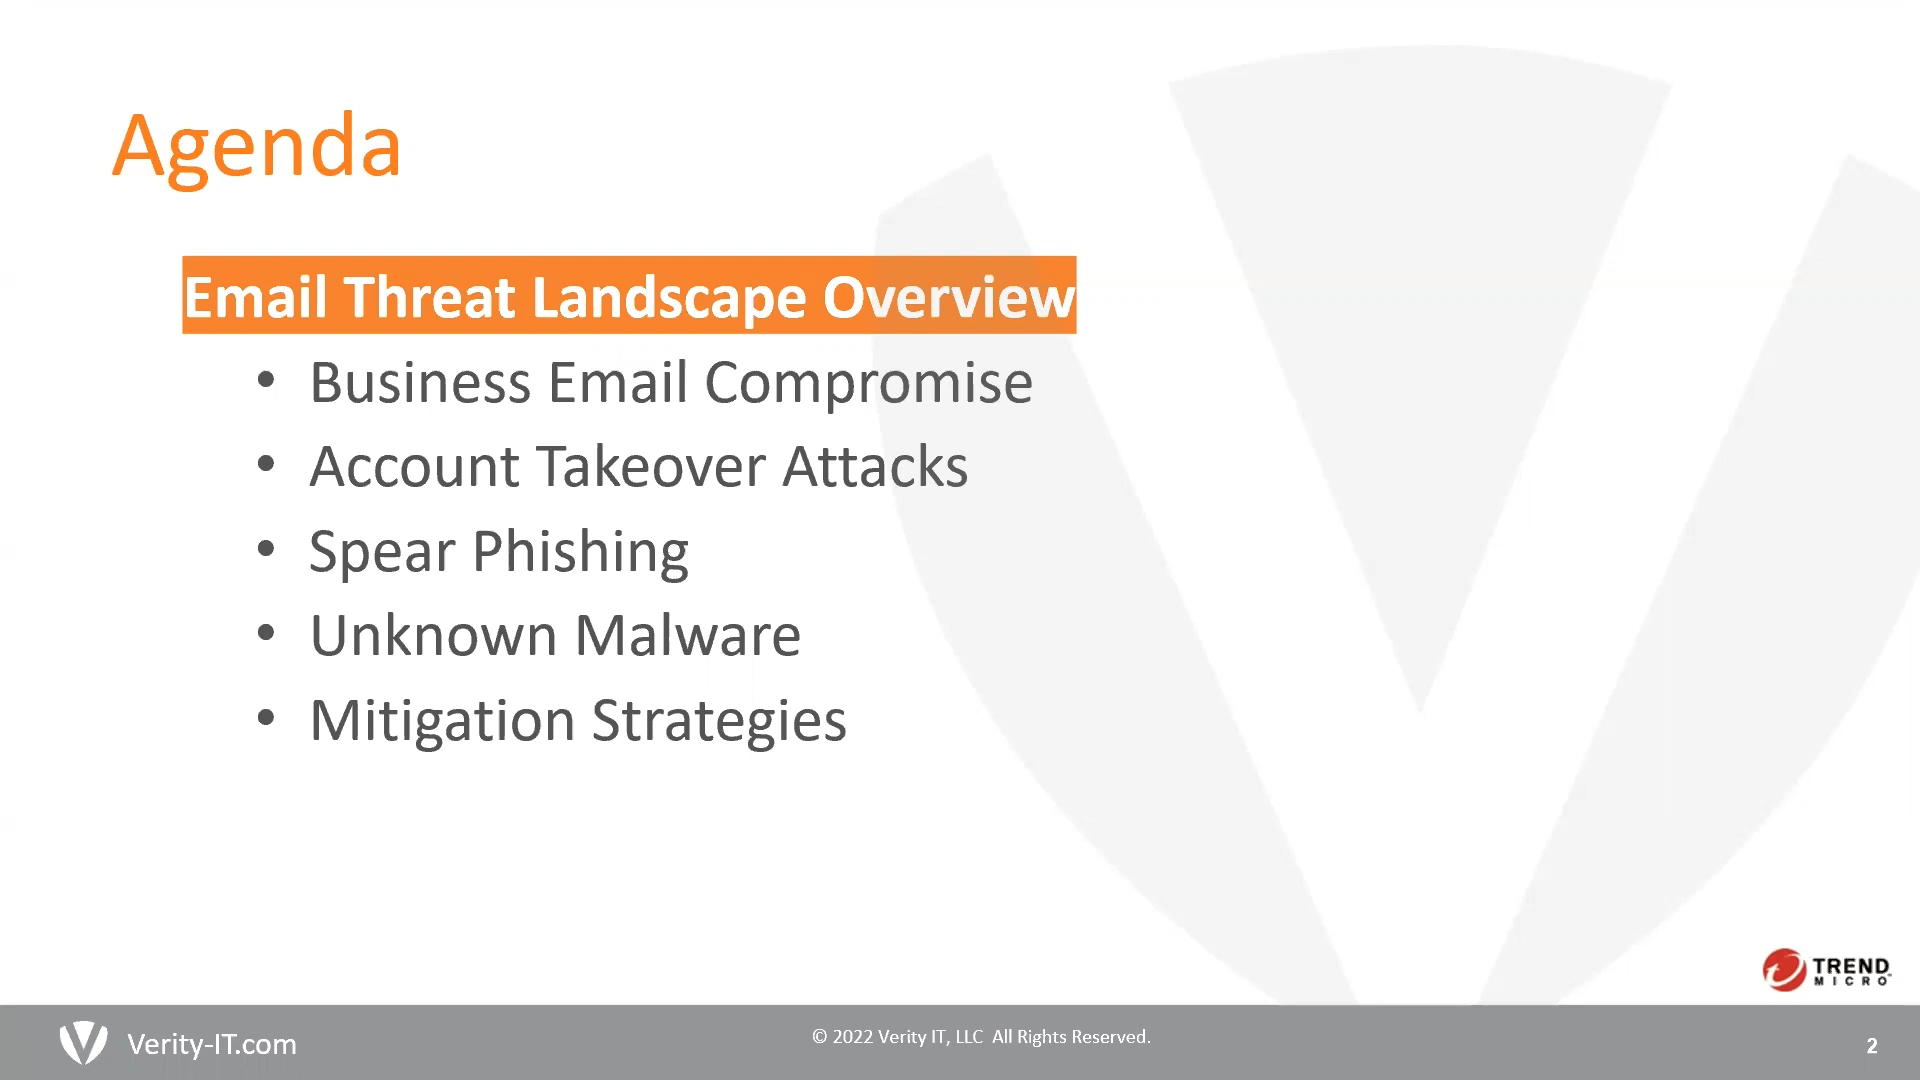 Agenda
Email Threat Landscape Overview
• Business Email Compromise
• Account Takeover Attacks
• Spear Phishing
• Unknown Malware
• Mitigation Strategies
TREND
MICRO
Verity-IT.com
© 2022 Verity IT, LLC All Rights Reserved.
2